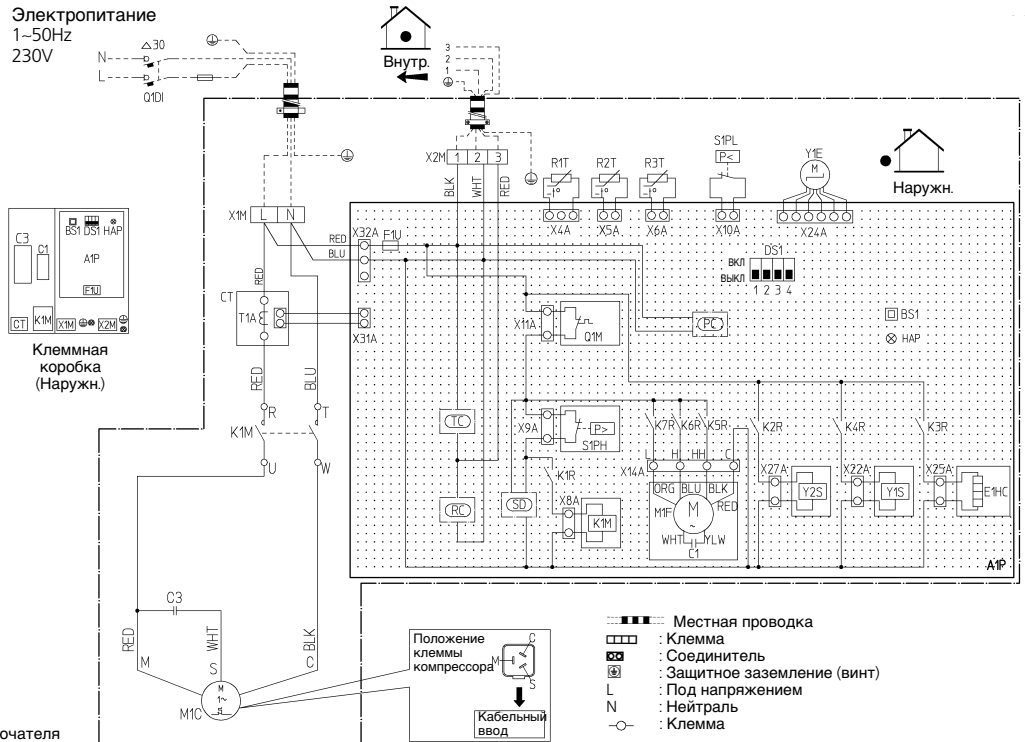 Электропитание
1~50Hz
230V
N
L
△30
Q1DI
Внутр.
3
2
1
Наружн.
X2M 1 2 3
BLK
WHT
RED
R1T
R2T
R3T
S1PL
P<
Y1E
M
X4A
X5A
X6A
X10A
X24A
X1M L N
X32A
F1U
RED
BLU
DS1
ВКЛ
ВЫКЛ
1 2 3 4
BS1
HAP
BS1 DS1 HAP
C3
C1
A1P
F1U
CT
K1M
X1M
X2M
Клеммная
коробка
(Наружн.)
RED
CT
T1A
X31A
X11A
Q1M
PC
RED
BLU
R
T
K1M
U
W
TC
RC
X9A
P>
S1PH
K1R
SD
X8A
K1M
K7R
K6R
K5R
K2R
K4R
K3R
L
H
HH
C
X14A
ORG
BLU
BLK
RED
M1F
M
~
WHT
YLW
C1
X27A
Y2S
X22A
Y1S
X25A
E1HC
A1P
C3
RED
WHT
BLK
M
S
C
M
1~
M1C
Положение
клеммы
компрессора
C
M
S
Кабельный
ввод
Местная проводка
: Клемма
: Соединитель
: Защитное заземление (винт)
L : Под напряжением
N : Нейтраль
: Клемма
ючателя